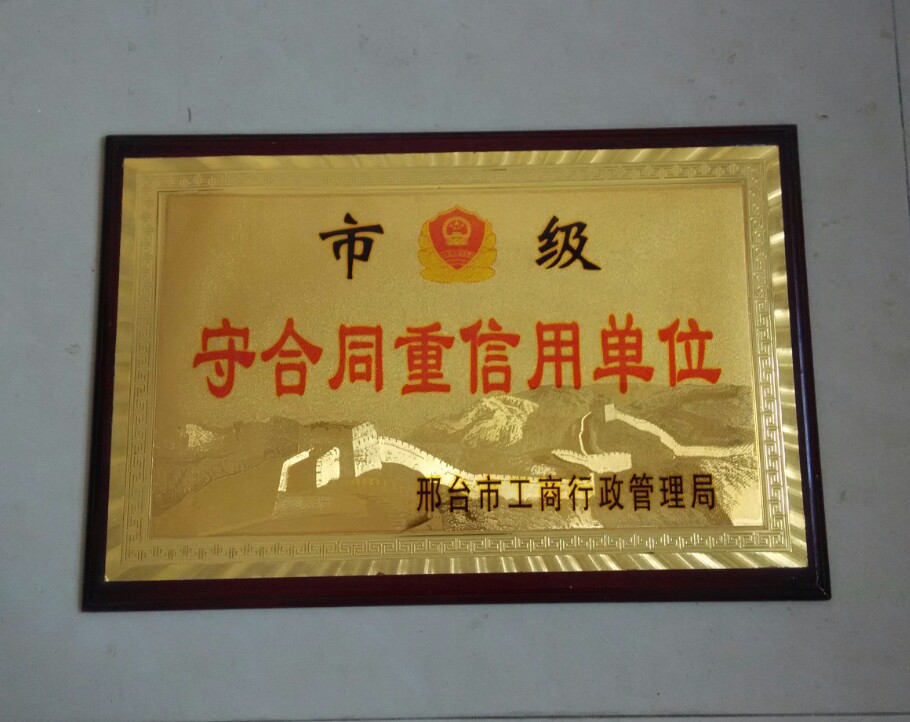 市 级
守合同重信用单位
邢台市工商行政管理局